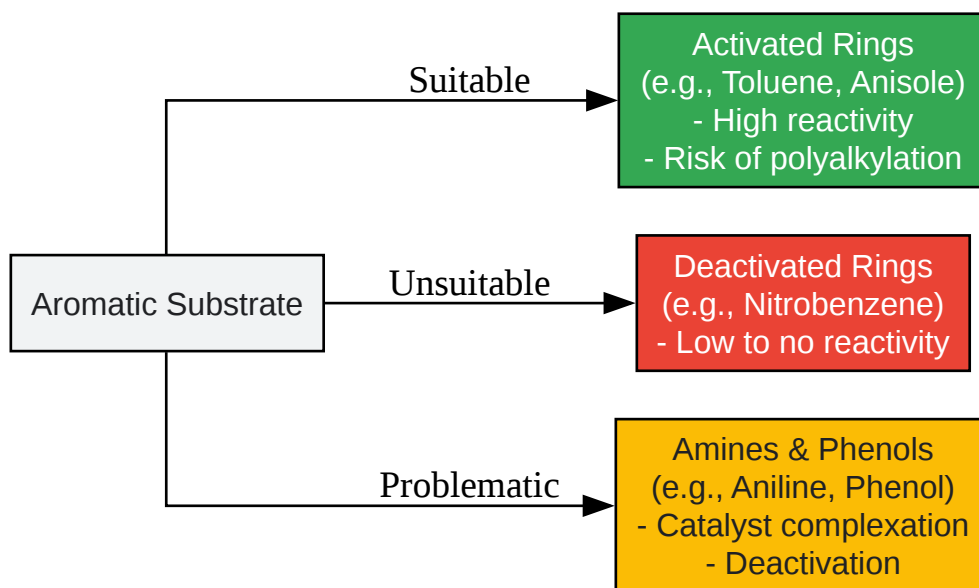 Suitable
Activated Rings
(e.g., Toluene, Anisole)
- High reactivity
- Risk of polyalkylation
Aromatic Substrate
Unsuitable
Deactivated Rings
(e.g., Nitrobenzene)
- Low to no reactivity
Problematic
Amines & Phenols
(e.g., Aniline, Phenol)
- Catalyst complexation
- Deactivation